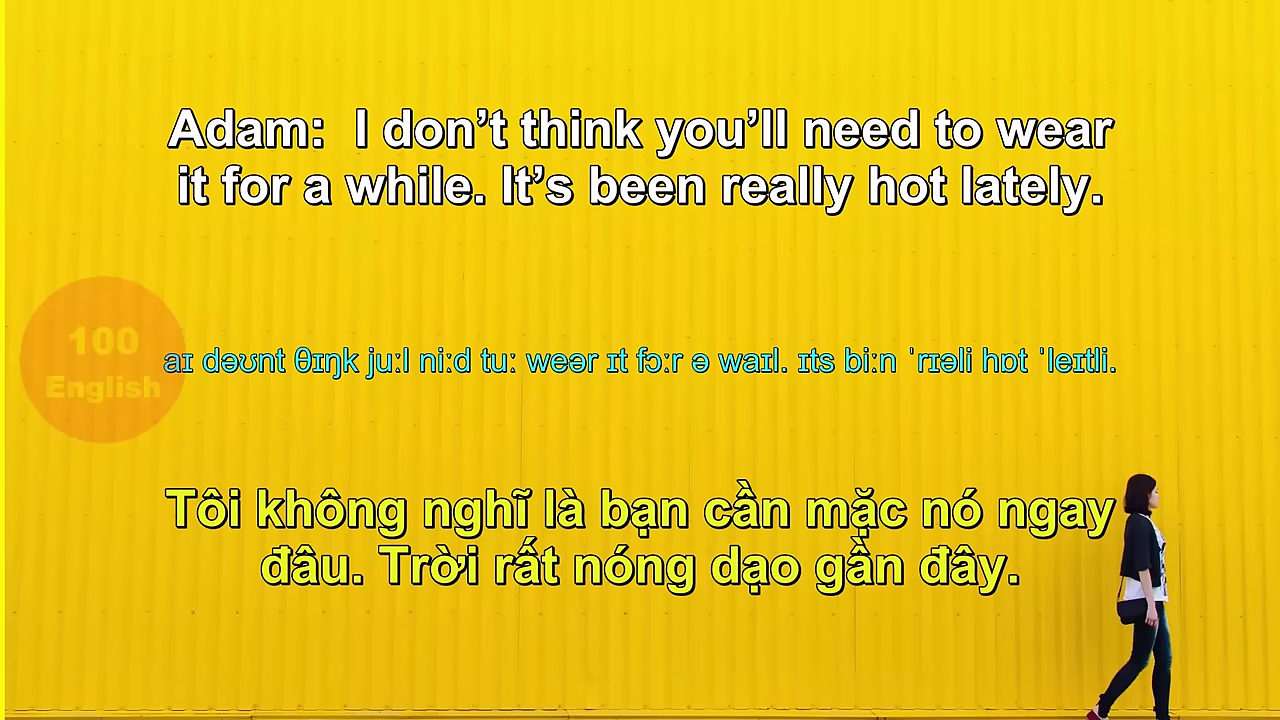 Adam:  I don’t think you’ll need to wear
it for a while. It’s been really hot lately.
100
English
aɪ dəʊnt θɪŋk juːl niːd tuː weər ɪt fɔːr ə waɪl. ɪts biːn ˈrɪəli hɒt ˈleɪtli.
Tôi không nghĩ là bạn cần mặc nó ngay
đâu. Trời rất nóng dạo gần đây.